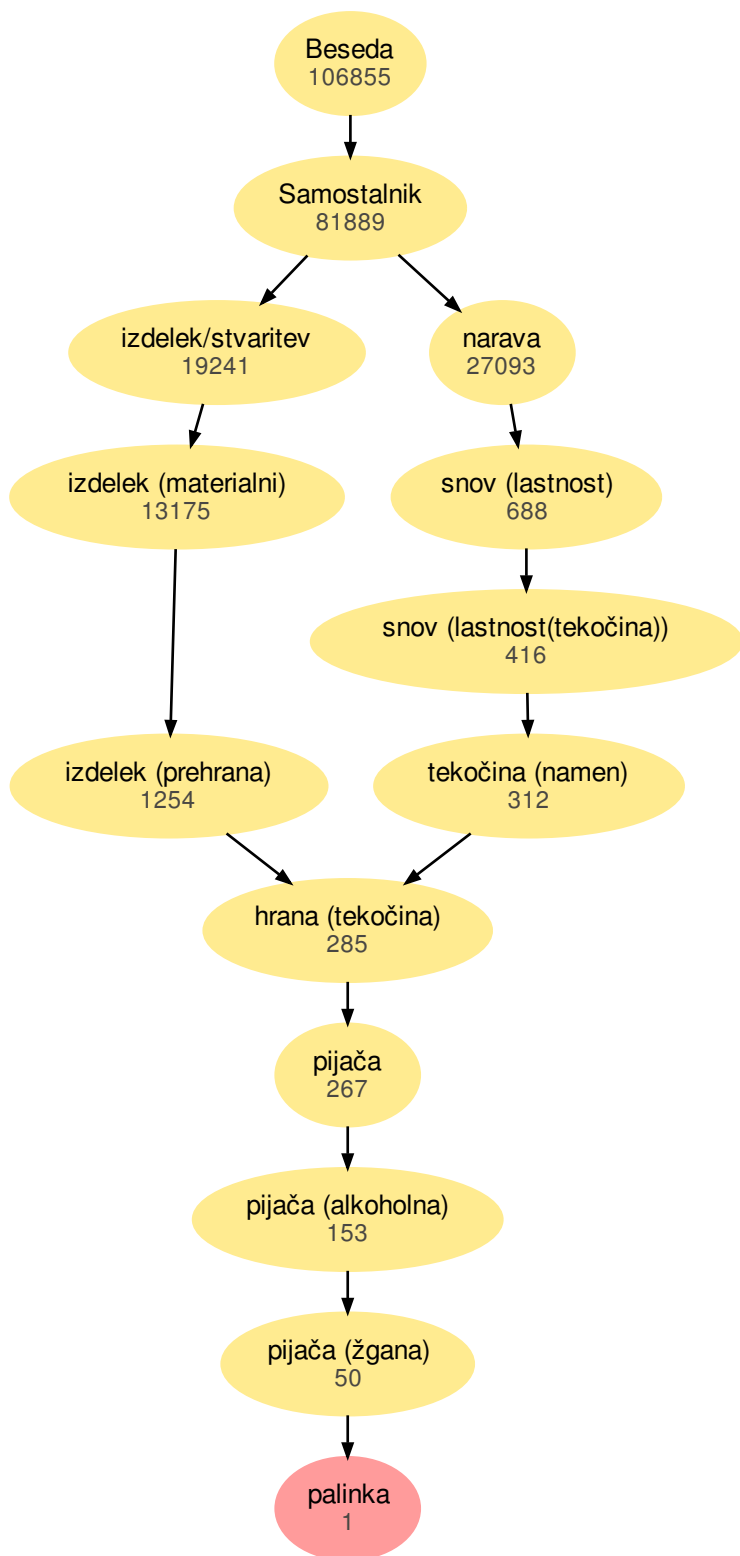 Beseda
106855
Samostalnik
81889
izdelek/stvaritev
19241
narava
27093
izdelek (materialni)
13175
snov (lastnost)
688
snov (lastnost(tekočina))
416
izdelek (prehrana)
1254
tekočina (namen)
312
hrana (tekočina)
285
pijača
267
pijača (alkoholna)
153
pijača (žgana)
50
palinka
1